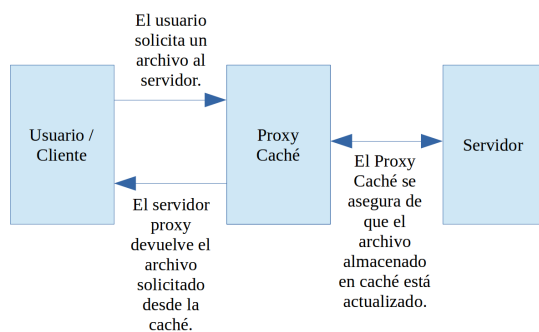 El usuario
solicita un
archivo al
servidor.
Usuario /
Cliente
Proxy
Caché
Servidor
El servidor
proxy
devuelve el
archivo
solicitado
desde la
caché.
El Proxy
Caché se
asegura de
que el
archivo
almacenado
en caché está
actualizado.